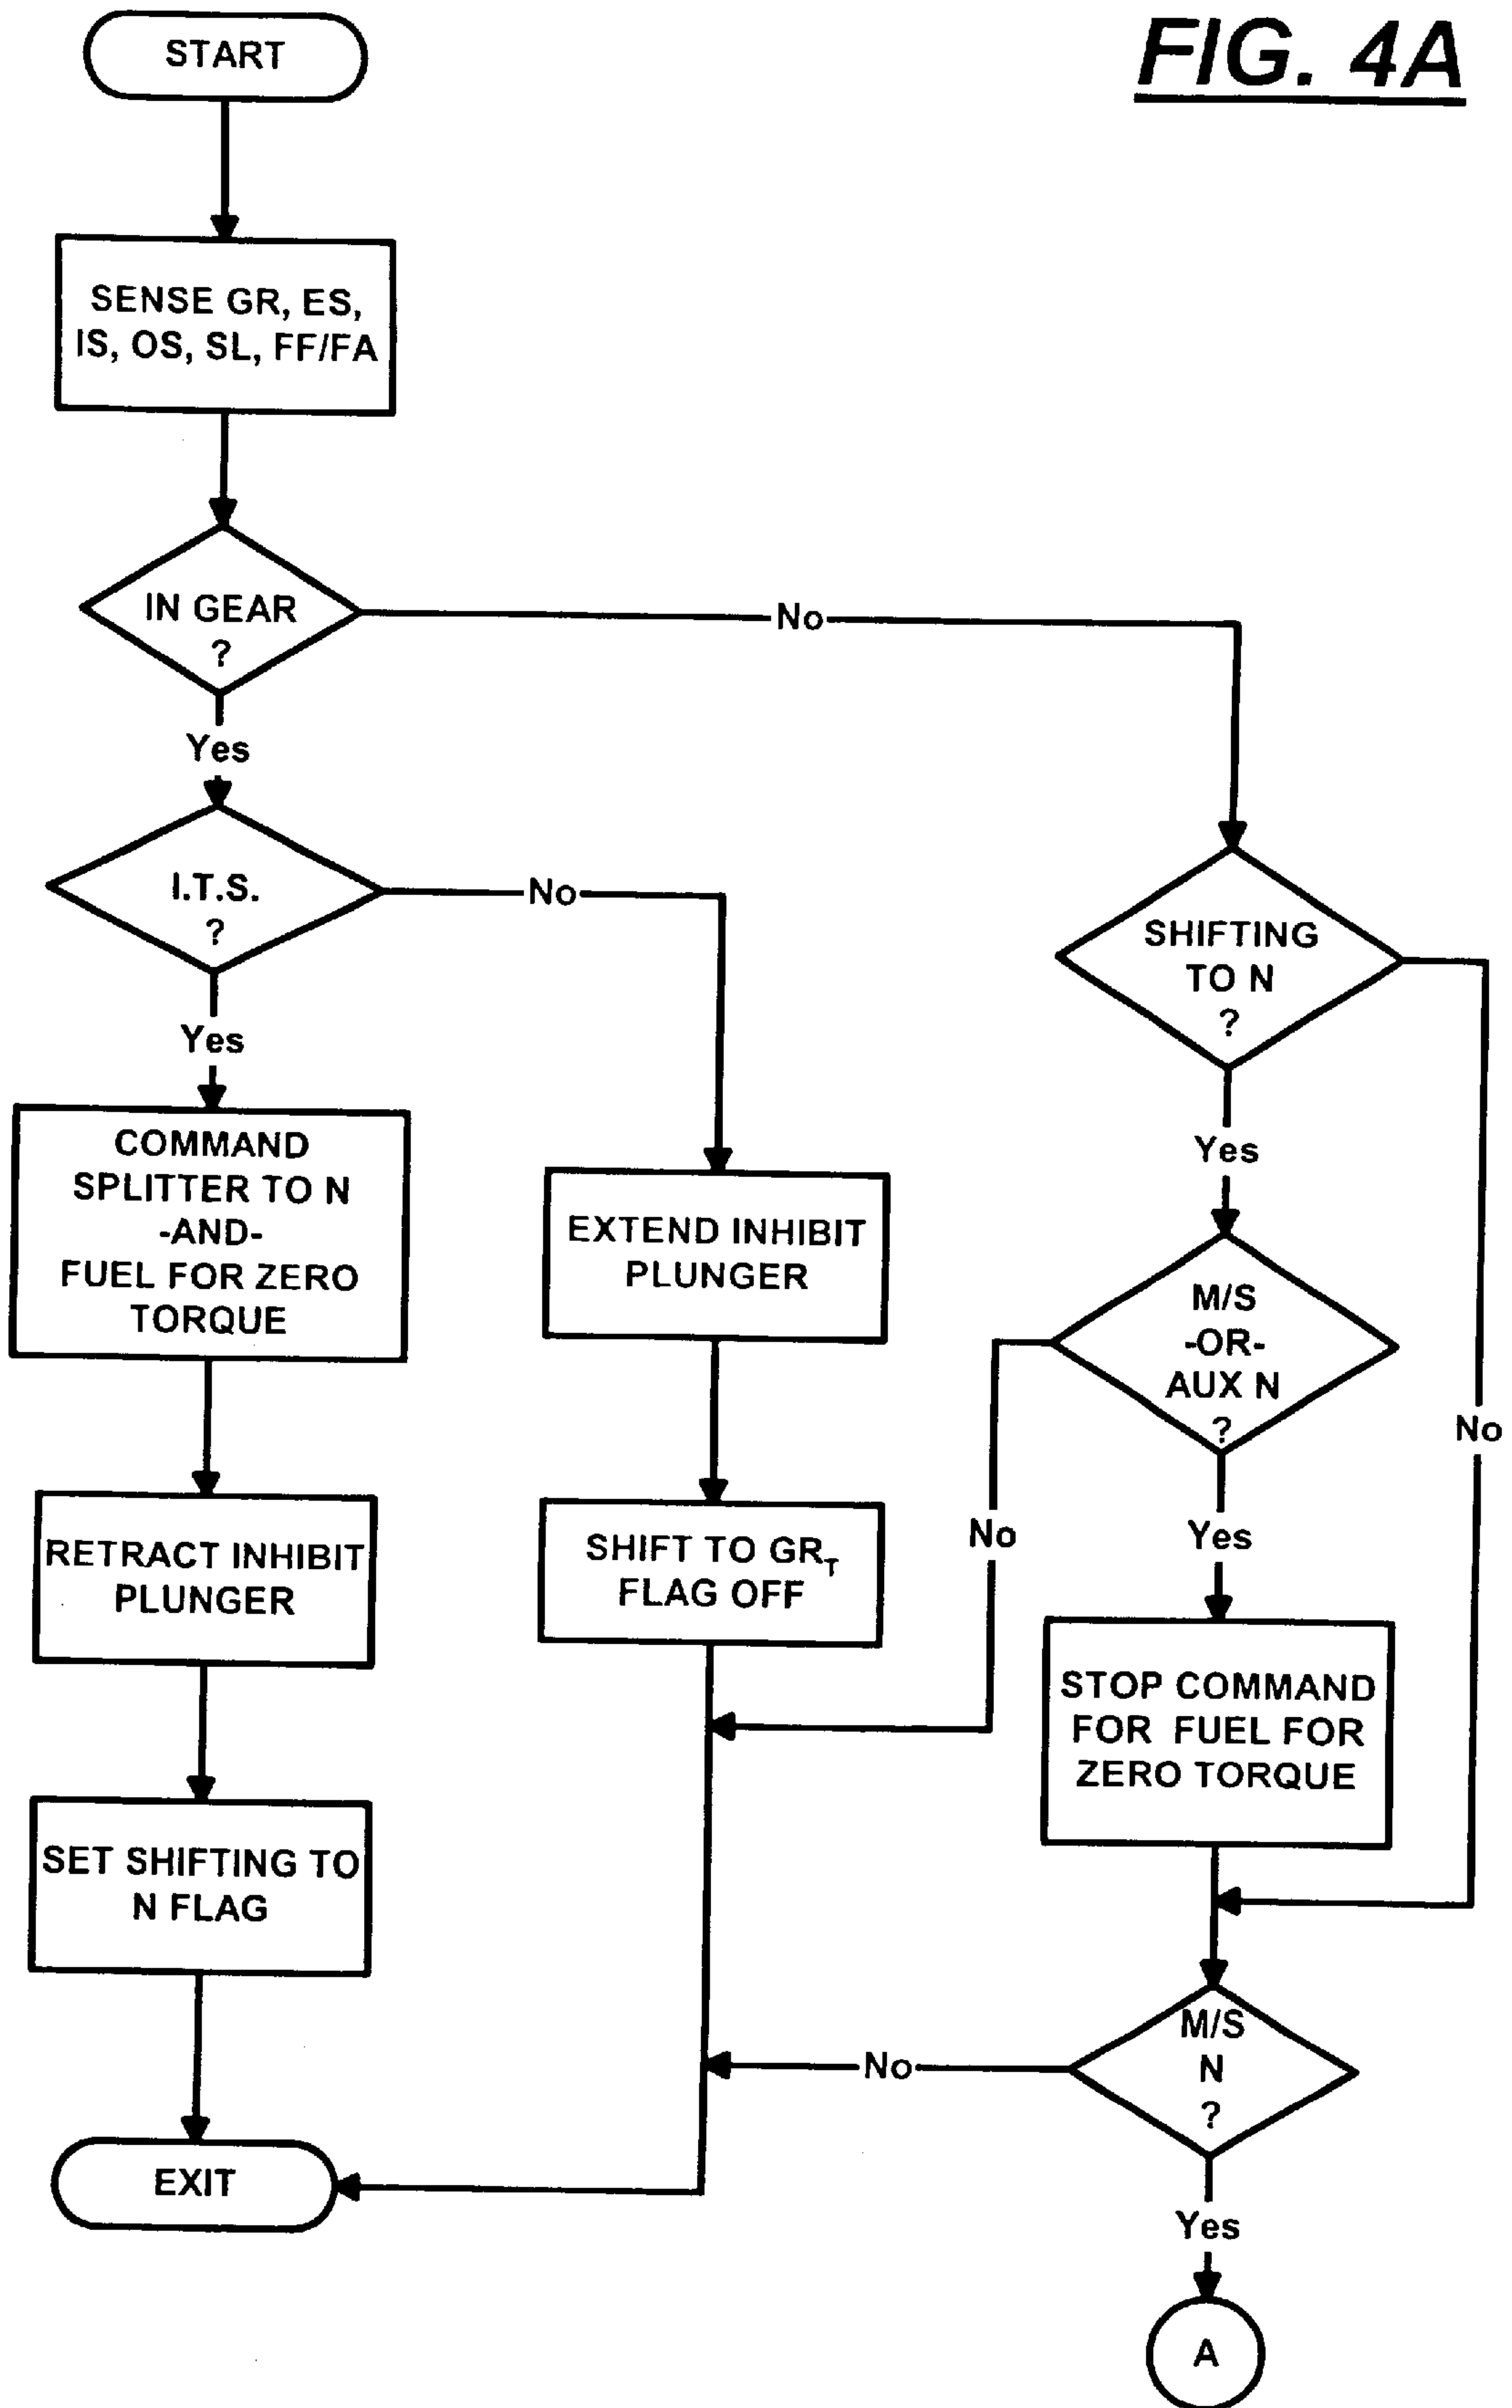 FIG. 4A
START
SENSE GR, ES,
IS, OS, SL, FF/FA
IN GEAR
?
No
Yes
I.T.S.
?
No
Yes
COMMAND
SPLITTER TO N
-AND-
FUEL FOR ZERO
TORQUE
RETRACT INHIBIT
PLUNGER
SET SHIFTING TO
N FLAG
EXIT
EXTEND INHIBIT
PLUNGER
SHIFT TO GRT
FLAG OFF
SHIFTING
TO N
?
No
Yes
M/S
-OR-
AUX N
?
No
Yes
STOP COMMAND
FOR FUEL FOR
ZERO TORQUE
M/S
N
?
No
Yes
A